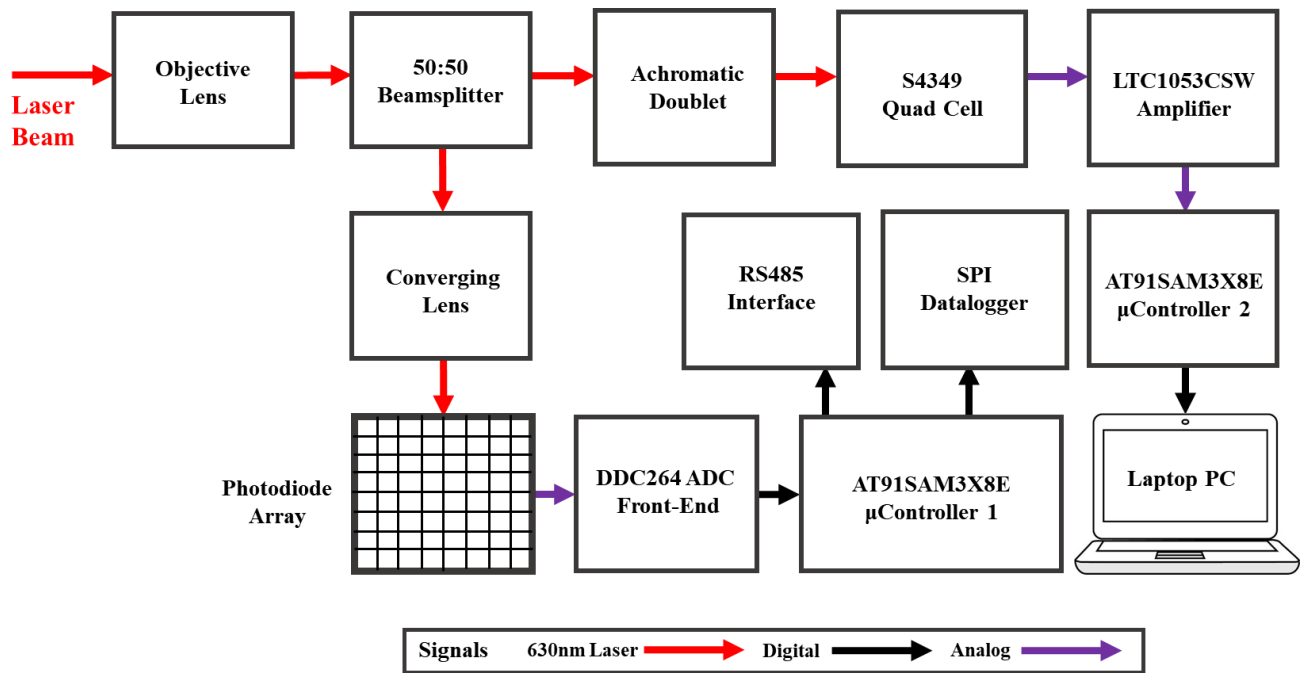 Objective
Lens
50:50
Beamsplitter
Achromatic
Doublet
S4349
Quad Cell
LTC1053CSW
Amplifier
Laser
Beam
Converging
Lens
RS485
Interface
SPI
Datalogger
AT91SAM3X8E
µController 2
Photodiode
Array
DDC264 ADC
Front-End
AT91SAM3X8E
µController 1
Laptop PC
Signals 630nm Laser Digital Analog